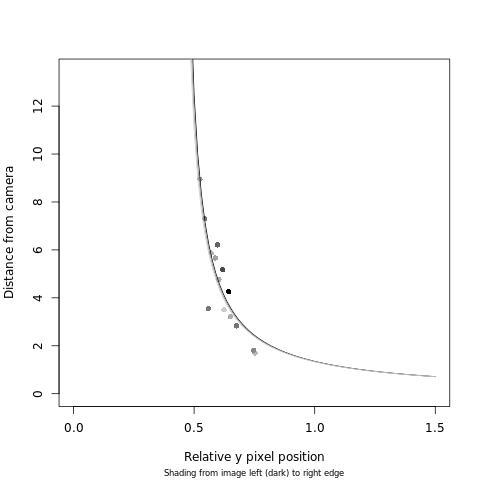 Distance from camera
12
10
8
6
4
2
0
0.0 0.5 1.0 1.5
Relative y pixel position
Shading from image left (dark) to right edge